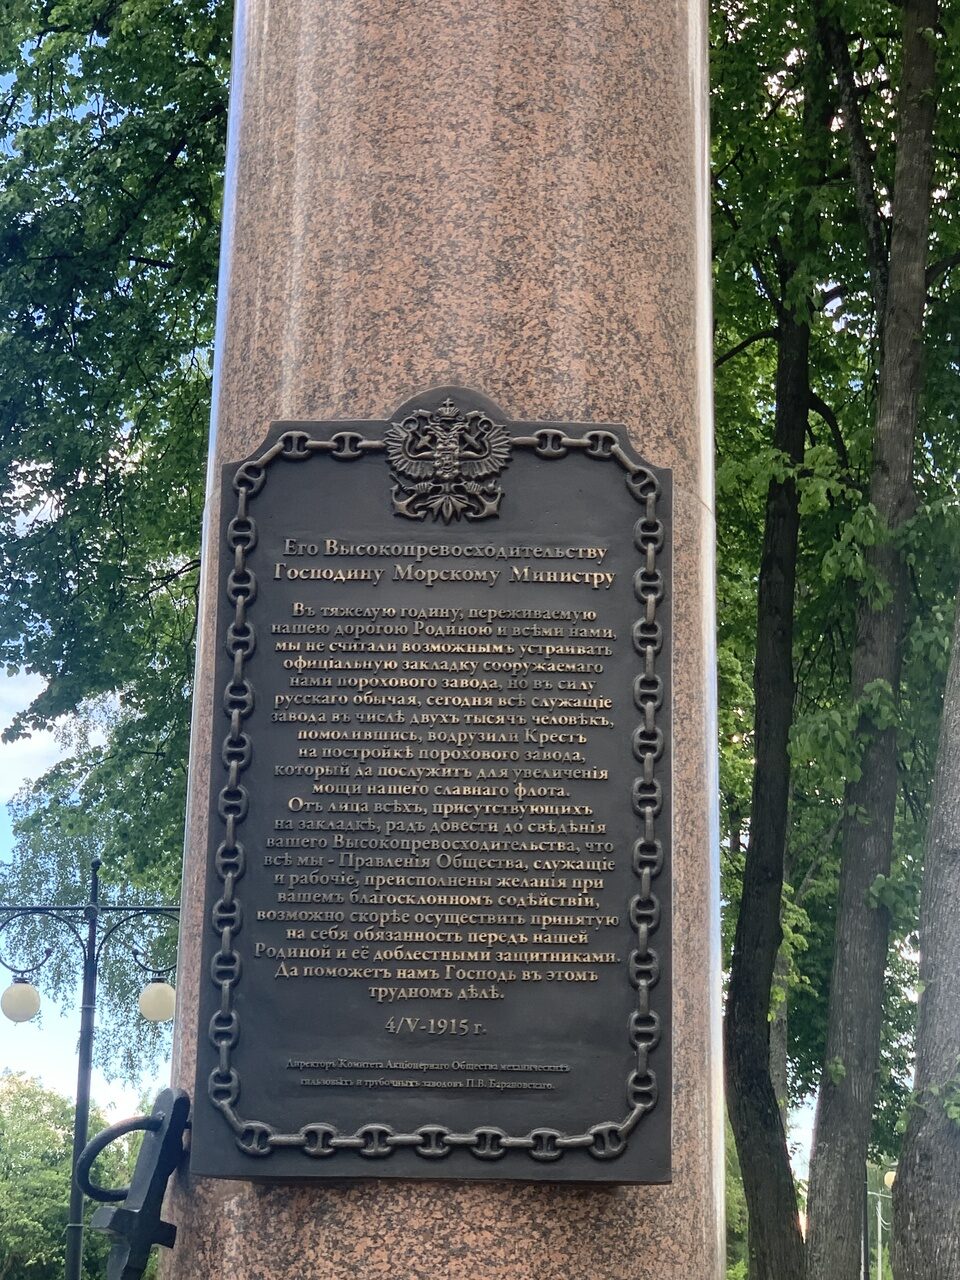 Его Высокопревосходительству
Господину Морскому Министру
Въ тяжелую годину, переживаемую
нашею дорогою Родиною и всѣми нами,
мы не считали возможнымъ устраивать
офиціальную закладку сооружаемаго
нами порохового завода, но въ силу
русскаго обычая, сегодня всѣ служащіе
завода въ числѣ двухъ тысячъ человѣкъ,
помолившись, водрузили Крестъ
на постройкѣ порохового завода,
который да послужитъ для увеличенія
мощи нашего славнаго флота.
Отъ лица всѣхъ, присутствующихъ
на закладкѣ, радъ довести до свѣдѣнія
вашего Высокопревосходительства, что
всѣ мы - Правленія Общества, служащіе
и рабочіе, преисполнены желанія при
вашемъ благосклонномъ содѣйствіи,
возможно скорѣе осуществить принятую
на себя обязанность передъ нашей
Родиной и её доблестными защитниками.
Да поможетъ намъ Господь въ этомъ
трудномъ дѣлѣ.
4/V-1915 г.
Директоръ Комитета Акціонернаго Общества механическихъ
гильзовыхъ и трубочныхъ заводовъ П.В. Барановскаго.